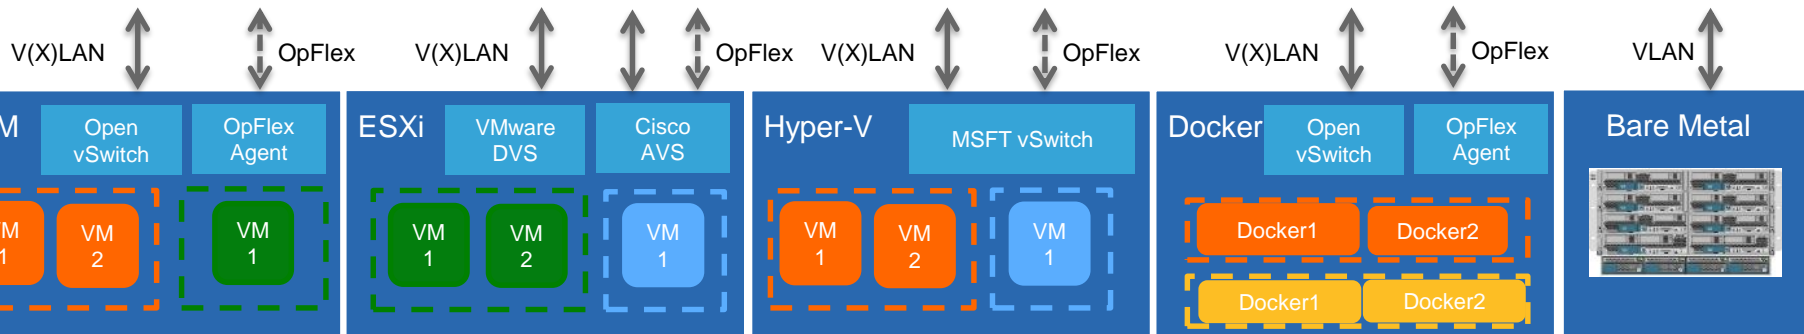 V(X)LAN
OpFlex
V(X)LAN
OpFlex
V(X)LAN
OpFlex
V(X)LAN
OpFlex
VLAN
M
Open
vSwitch
OpFlex
Agent
VM
1
VM
2
VM
1
ESXi
VMware
DVS
Cisco
AVS
VM
1
VM
2
VM
1
Hyper-V
MSFT vSwitch
VM
1
VM
2
VM
1
Docker
Open
vSwitch
OpFlex
Agent
Docker1
Docker2
Docker1
Docker2
Bare Metal